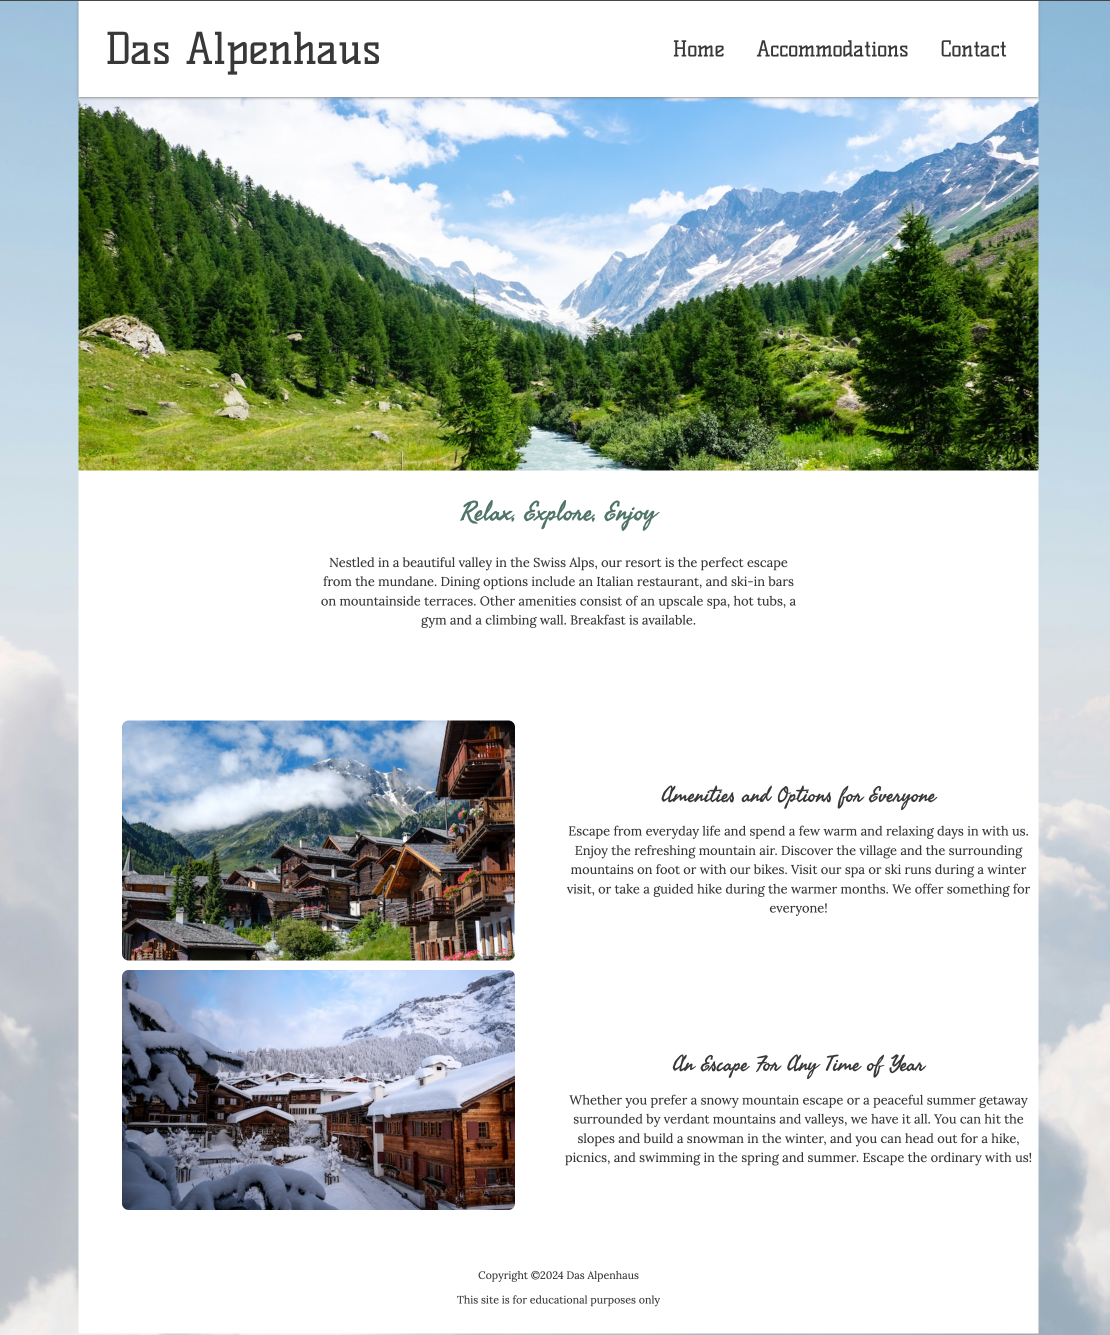 Das Alpenhaus
Home Accommodations Contact
Relax, Explore, Enjoy
Nestled in a beautiful valley in the Swiss Alps, our resort is the perfect escape
from the mundane. Dining options include an Italian restaurant, and ski-in bars
on mountainside terraces. Other amenities consist of an upscale spa, hot tubs, a
gym and a climbing wall. Breakfast is available.
Amenities and Options for Everyone
Escape from everyday life and spend a few warm and relaxing days in with us.
Enjoy the refreshing mountain air. Discover the village and the surrounding
mountains on foot or with our bikes. Visit our spa or ski runs during a winter
visit, or take a guided hike during the warmer months. We offer something for
everyone!
An Escape For Any Time of Year
Whether you prefer a snowy mountain escape or a peaceful summer getaway
surrounded by verdant mountains and valleys, we have it all. You can hit the
slopes and build a snowman in the winter, and you can head out for a hike,
picnics, and swimming in the spring and summer. Escape the ordinary with us!
Copyright ©2024 Das Alpenhaus
This site is for educational purposes only